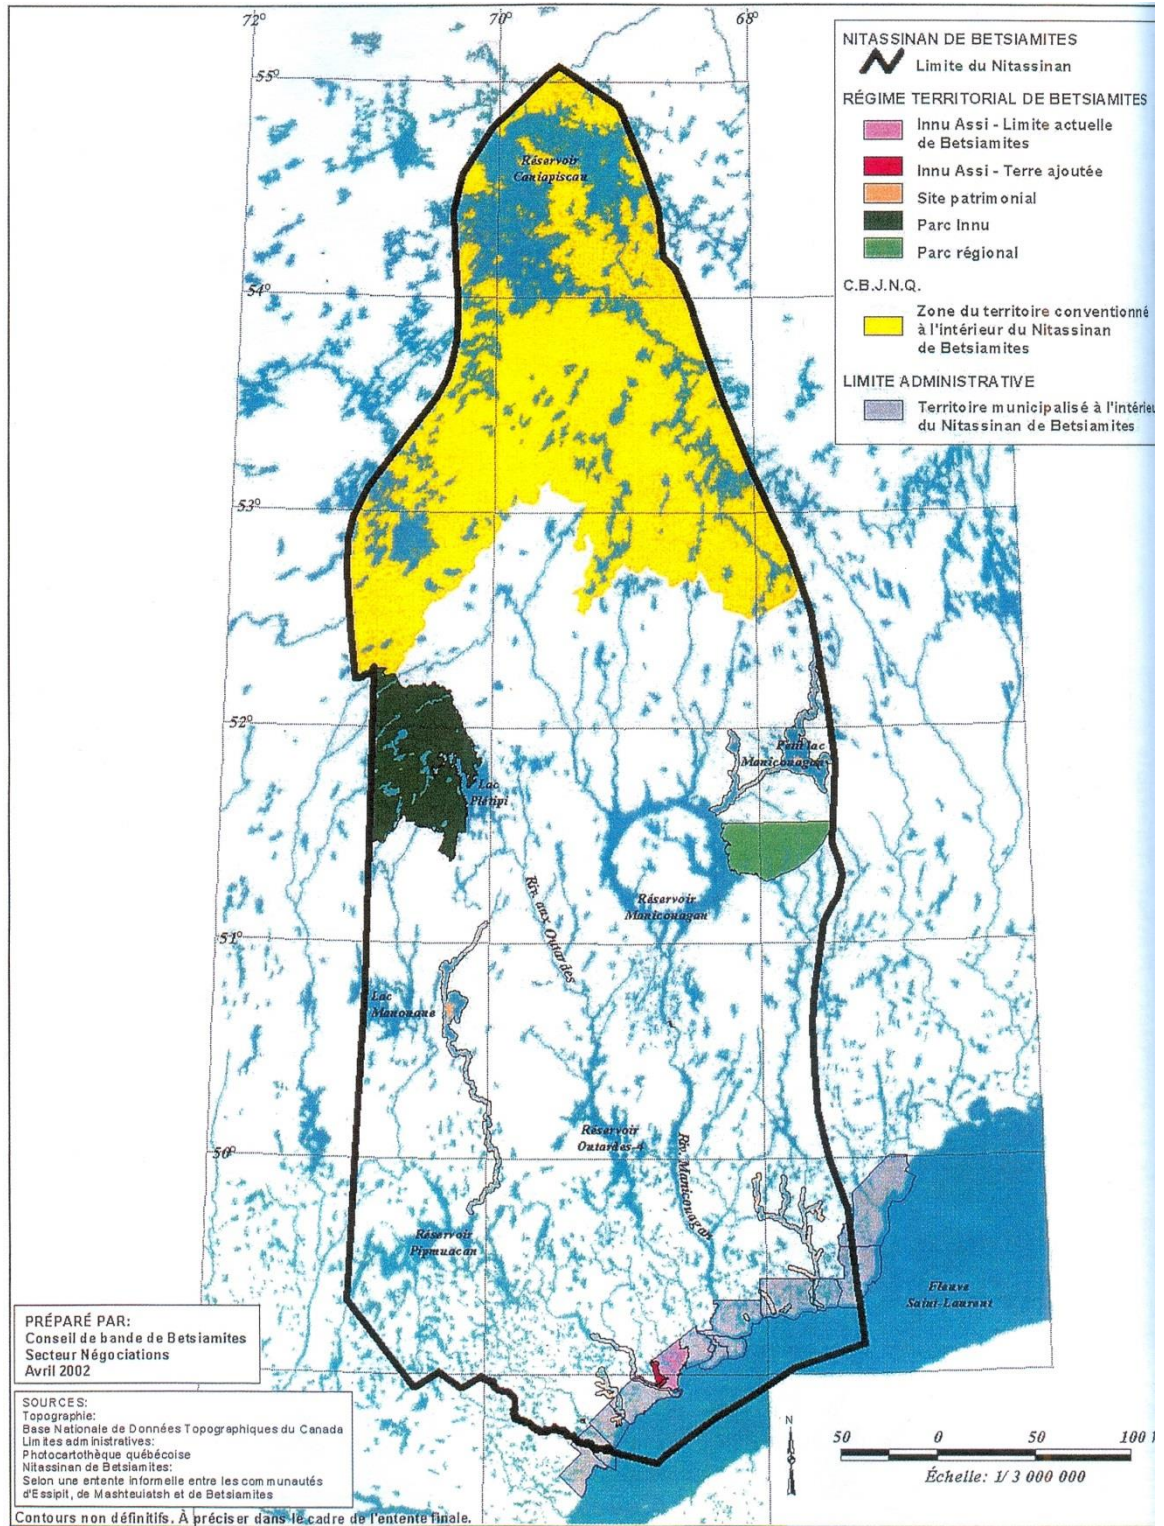 72° 70° 68°
NITASSINAN DE BETSIAMITES
Limite du Nitassinan
RÉGIME TERRITORIAL DE BETSIAMITES
Innu Assi - Limite actuelle
de Betsiamites
Innu Assi - Terre ajoutée
Site patrimonial
Parc Innu
Parc régional
C.B.J.N.Q.
Zone du territoire conventionné
à l'intérieur du Nitassinan
de Betsiamites
LIMITE ADMINISTRATIVE
Territoire municipalisé à l'intérieu
du Nitassinan de Betsiamites
55°
Réservoir
Caniapiscau
54°
53°
52°
Petit lac
Manicouagan
Lac
Plétipi
Riv. aux Outardes
Réservoir
Manicouagan
51°
Lac
Manouane
Réservoir
Outardes-4
Riv. Manicouagan
50°
Réservoir
Pipmuacan
Fleuve
Saint-Laurent
PRÉPARÉ PAR:
Conseil de bande de Betsiamites
Secteur Négociations
Avril 2002
SOURCES:
Topographie:
Base Nationale de Données Topographiques du Canada
Limites administratives:
Photocartothèque québécoise
Nitassinan de Betsiamites:
Selon une entente informelle entre les communautés
d'Essipit, de Mashteuiatsh et de Betsiamites
N
50 0 50 100
Échelle: 1/ 3 000 000
Contours non définitifs. À préciser dans le cadre de l'entente finale.